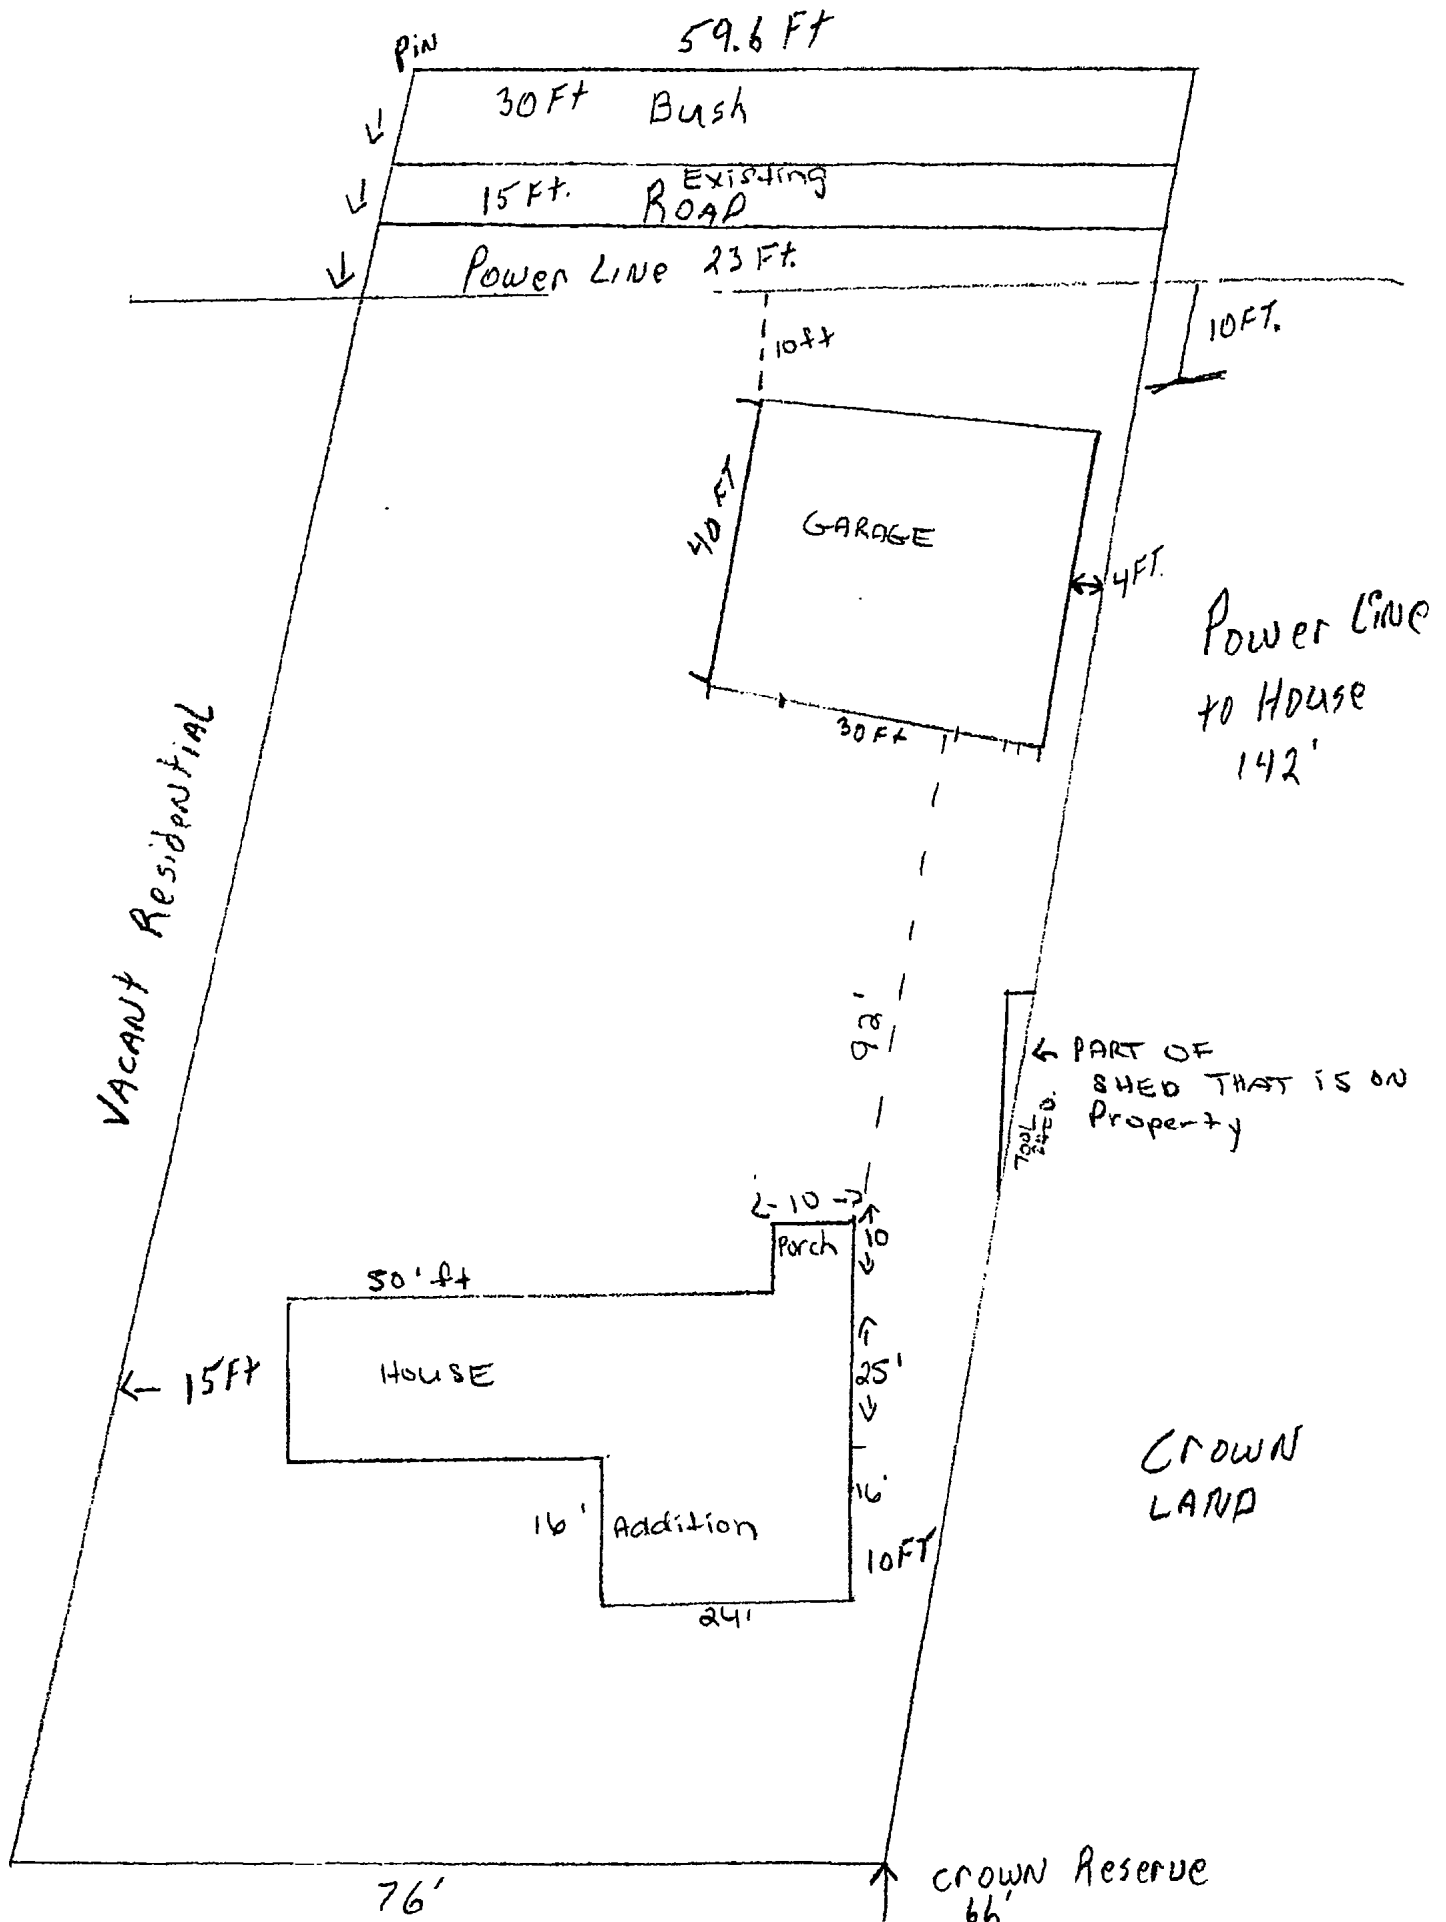 59.6 Ft
PiN
30 Ft Bush
15 Ft. Existing
ROAD
Power Line 23 Ft.
10ft
10 FT.
40 FT
GARAGE
4 FT.
30 Ft
Power Line
to House
142'
VACANT Residential
92'
← PART OF
SHED THAT iS ON
Property
TOOL
SHED.
←10→
Porch
10
50' ft
← 15 Ft
HOUSE
25'
CROWN
LAND
16'
Addition
16'
10 FT
24'
76'
crown Reserve
66'